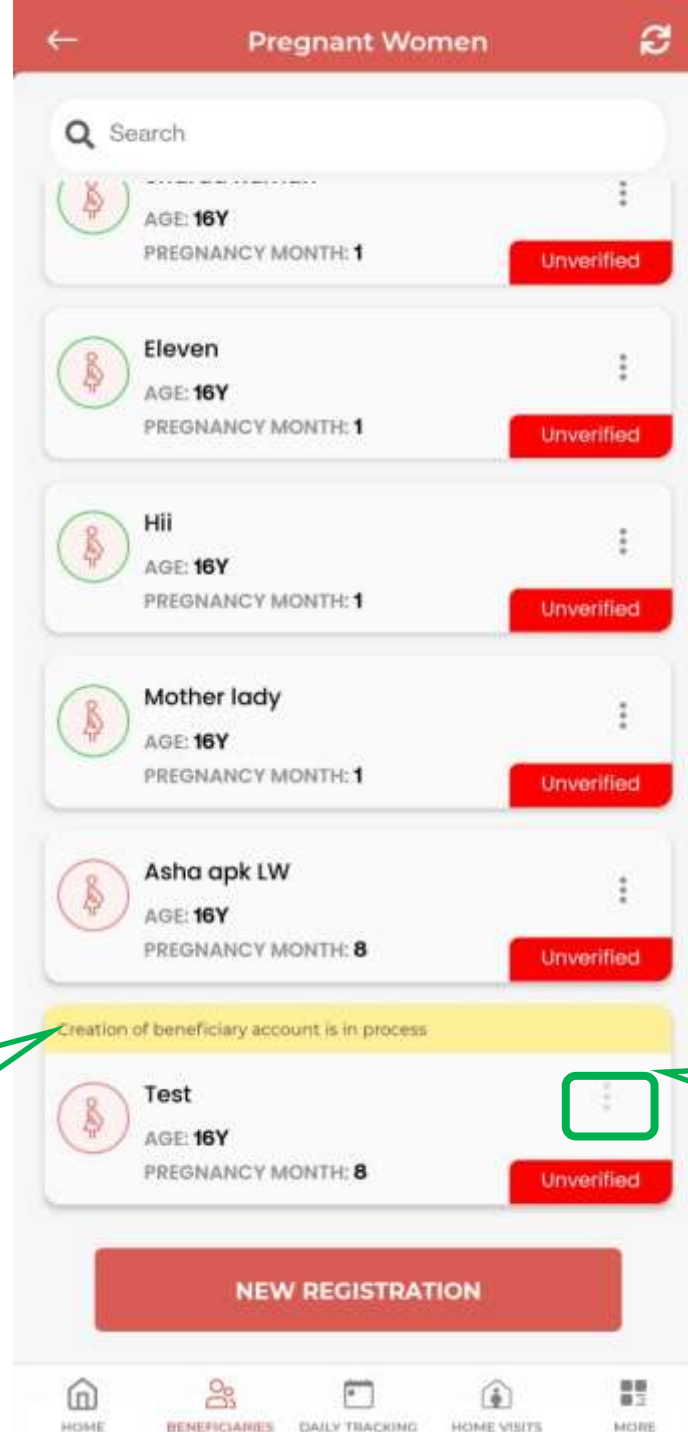 Pregnant Women
Search
AGE: 16Y
PREGNANCY MONTH: 1
Unverified
Eleven
AGE: 16Y
PREGNANCY MONTH: 1
Unverified
Hii
AGE: 16Y
PREGNANCY MONTH: 1
Unverified
Mother lady
AGE: 16Y
PREGNANCY MONTH: 1
Unverified
Asha apk LW
AGE: 16Y
PREGNANCY MONTH: 8
Unverified
Creation of beneficiary account is in process
Test
AGE: 16Y
PREGNANCY MONTH: 8
Unverified
NEW REGISTRATION
HOME BENEFICIARIES DAILY TRACKING HOME VISITS MORE